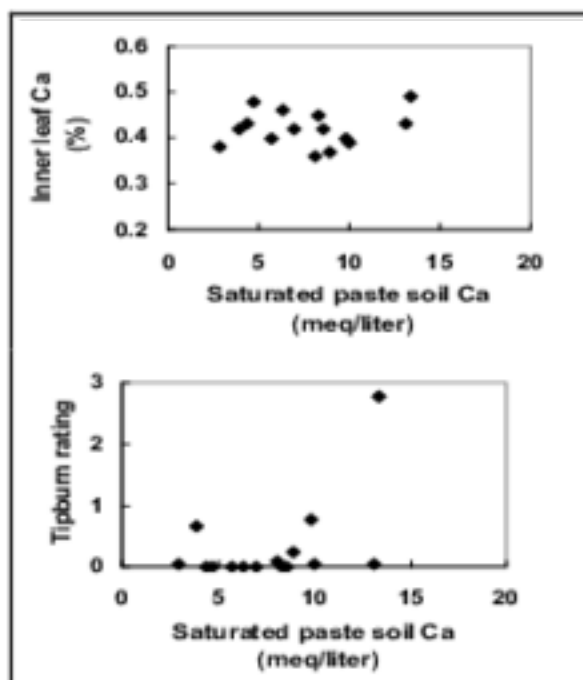 0.6
0.5
0.4
0.3
0.2
Inner leaf Ca
(%)
0 5 10 15 20
Saturated paste soil Ca
(meq/liter)
3
2
1
0
Tipburn rating
0 5 10 15 20
Saturated paste soil Ca
(meq/liter)